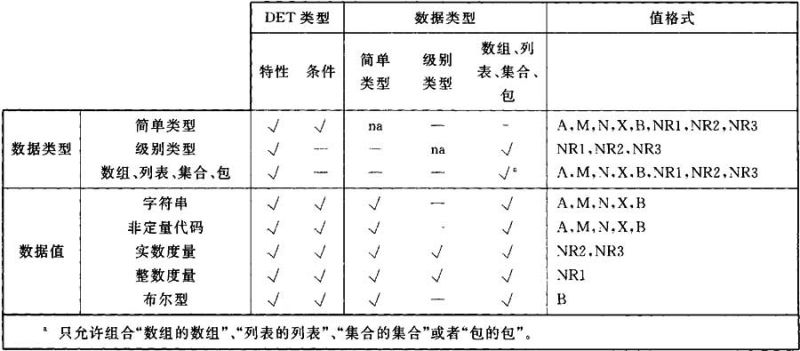 DET 类型 数据类型 值格式
特性 条件 简单类型 级别类型 数组、列表、集合、包
数据类型 简单类型 √ √ na — - A,M,N,X,B,NR1,NR2,NR3
级别类型 √ — — na √ NR1,NR2,NR3
数组、列表、集合、包 √ — — — √a A,M,N,X,B,NR1,NR2,NR3
数据值 字符串 √ √ √ — √ A,M,N,X,B
非定量代码 √ √ √ - √ A,M,N,X,B
实数度量 √ √ √ √ √ NR2,NR3
整数度量 √ √ √ √ √ NR1
布尔型 √ √ √ — √ B
a 只允许组合“数组的数组”、“列表的列表”、“集合的集合”或者“包的包”。